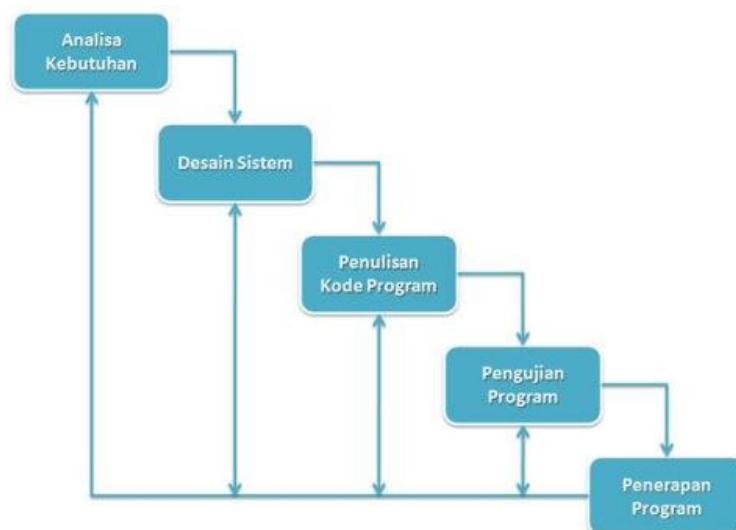 Analisa
Kebutuhan
Desain Sistem
Penulisan
Kode Program
Pengujian
Program
Penerapan
Program